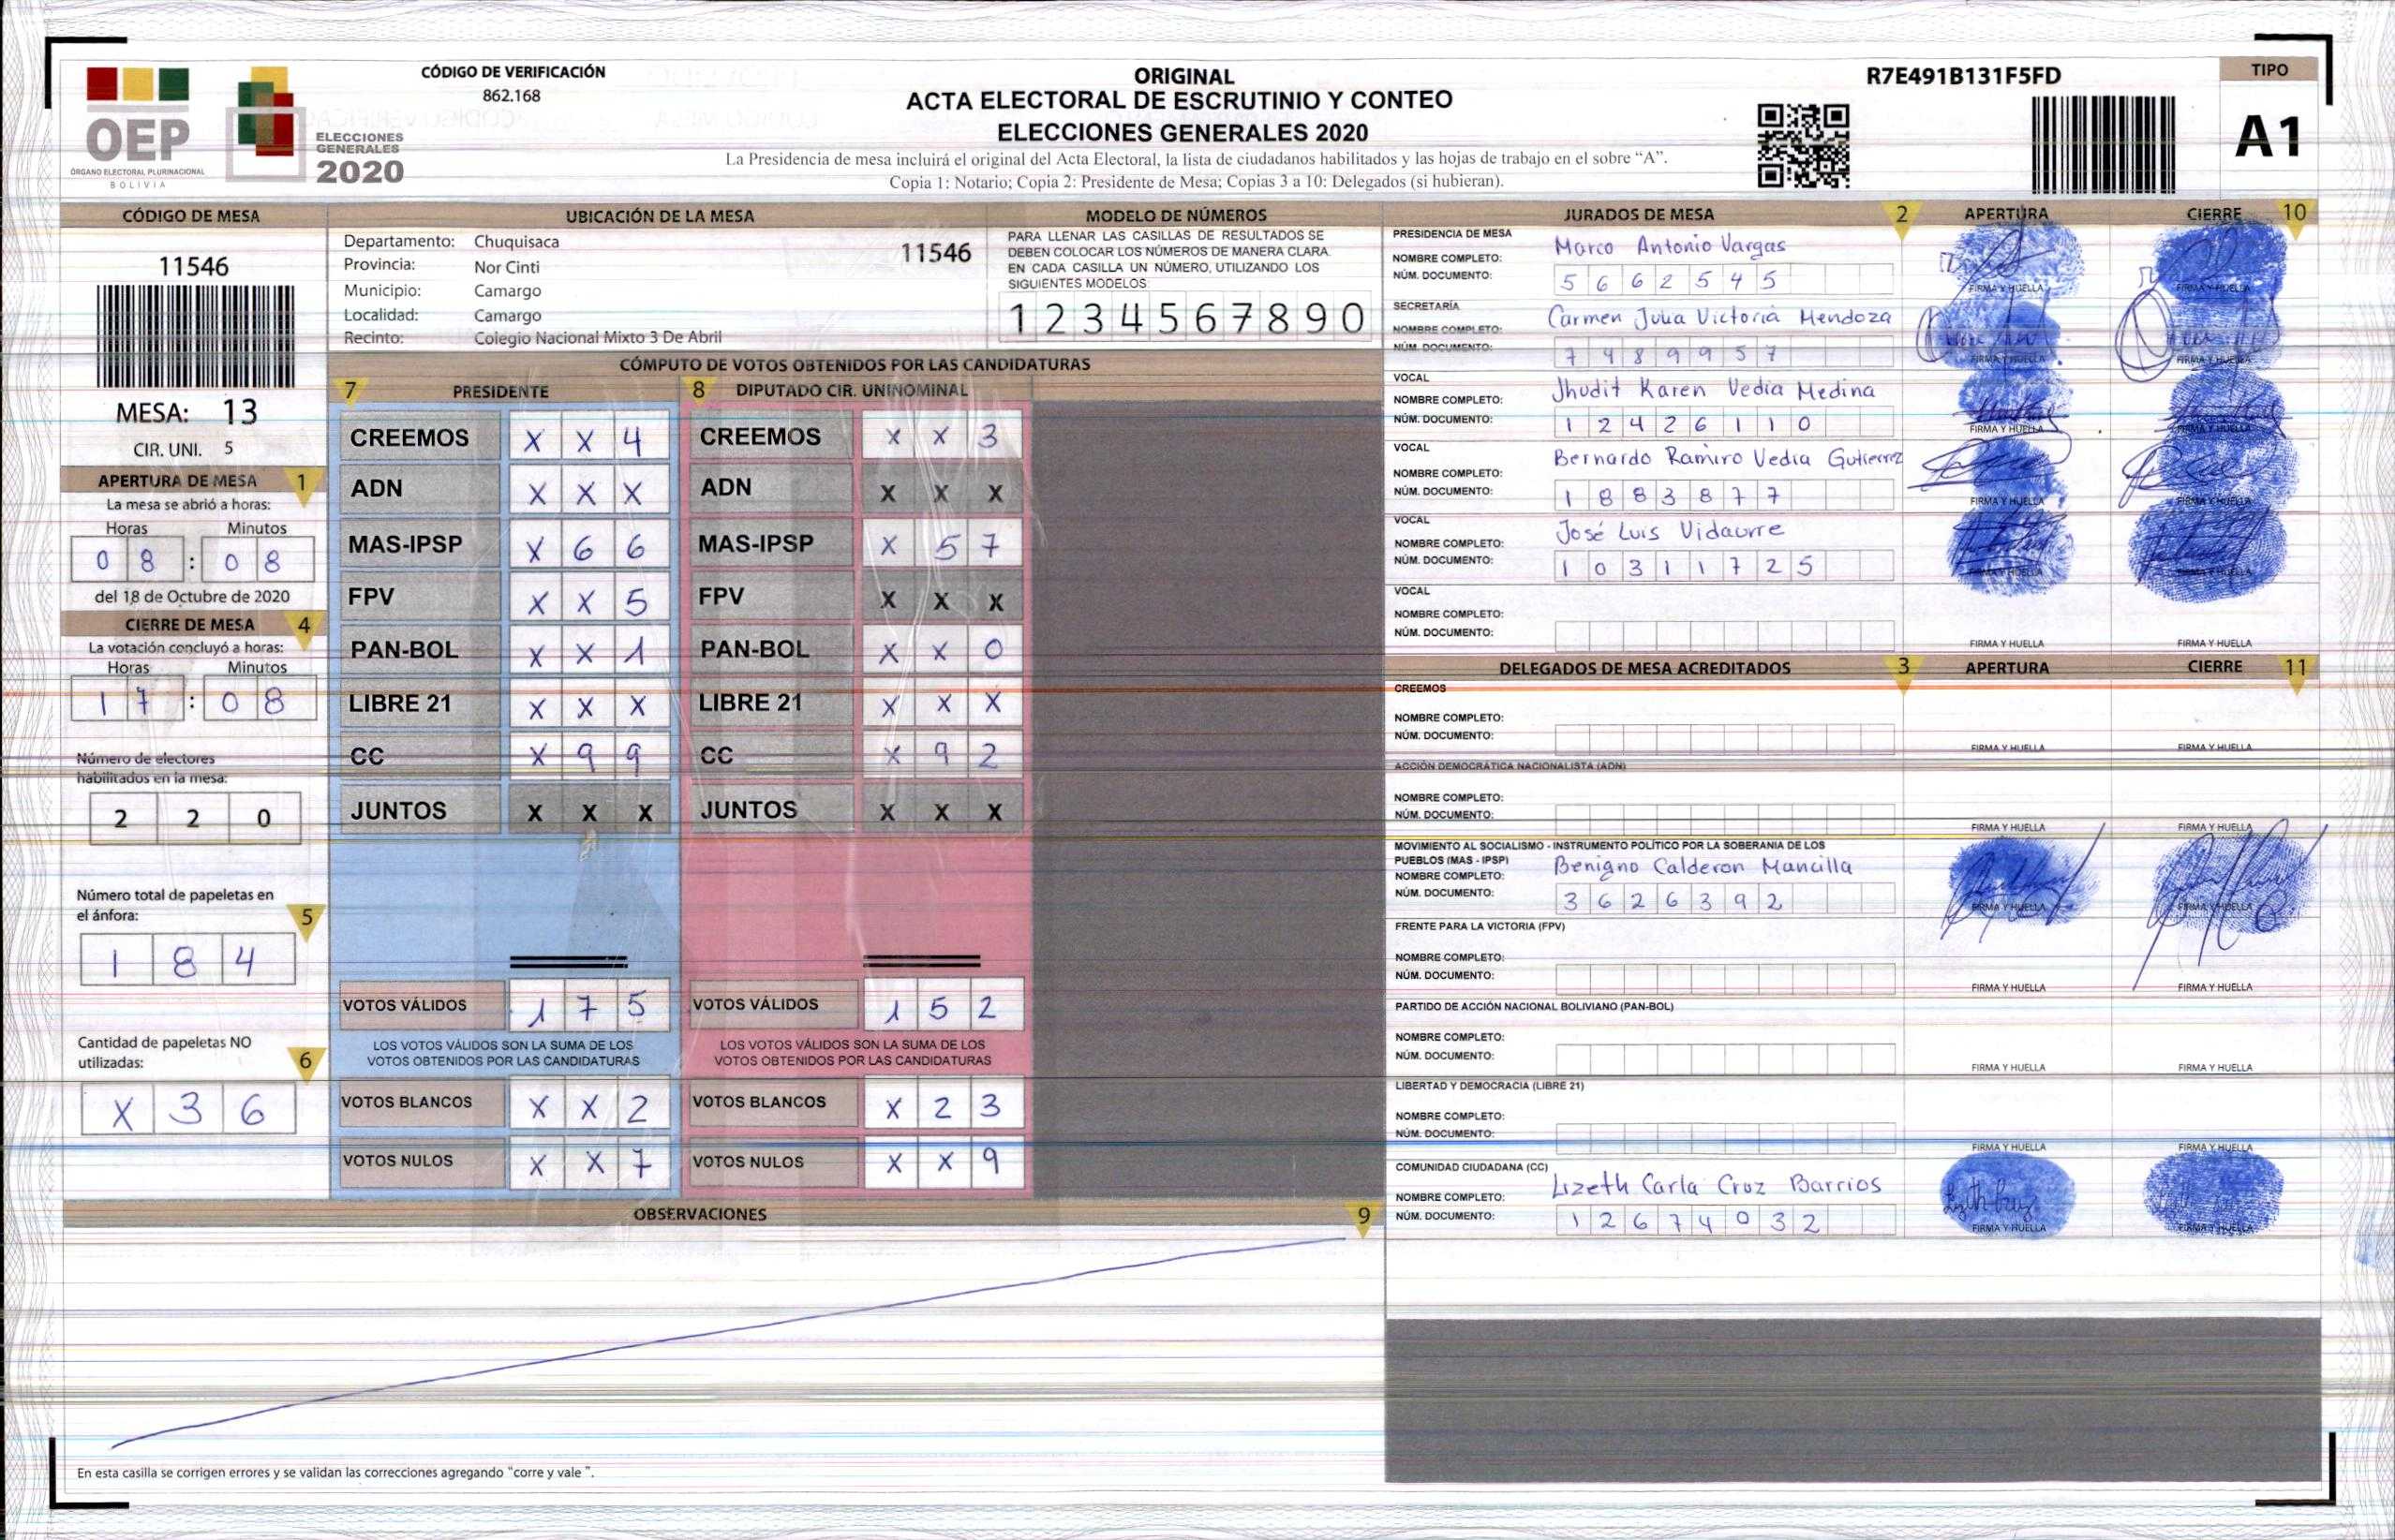 CÓDIGO DE VERIFICACIÓN
862.168
OEP
ÓRGANO ELECTORAL PLURINACIONAL
BOLIVIA
ELECCIONES
GENERALES
2020
ORIGINAL
ACTA ELECTORAL DE ESCRUTINIO Y CONTEO
ELECCIONES GENERALES 2020
La Presidencia de mesa incluirá el original del Acta Electoral, la lista de ciudadanos habilitados y las hojas de trabajo en el sobre “A”.
Copia 1: Notario; Copia 2: Presidente de Mesa; Copias 3 a 10: Delegados (si hubieran).
R7E491B131F5FD
TIPO
A1
CÓDIGO DE MESA
11546
MESA: 13
CIR. UNI. 5
APERTURA DE MESA 1
La mesa se abrió a horas:
Horas Minutos
0 8 : 0 8
del 18 de Octubre de 2020
CIERRE DE MESA 4
La votación concluyó a horas:
Horas Minutos
1 7 : 0 8
Número de electores
habilitados en la mesa:
2 2 0
Número total de papeletas en
el ánfora: 5
1 8 4
Cantidad de papeletas NO
utilizadas: 6
X 3 6
UBICACIÓN DE LA MESA
Departamento: Chuquisaca 11546
Provincia: Nor Cinti
Municipio: Camargo
Localidad: Camargo
Recinto: Colegio Nacional Mixto 3 De Abril
MODELO DE NÚMEROS
PARA LLENAR LAS CASILLAS DE RESULTADOS SE
DEBEN COLOCAR LOS NÚMEROS DE MANERA CLARA.
EN CADA CASILLA UN NÚMERO, UTILIZANDO LOS
SIGUIENTES MODELOS:
1 2 3 4 5 6 7 8 9 0
CÓMPUTO DE VOTOS OBTENIDOS POR LAS CANDIDATURAS
7 PRESIDENTE 8 DIPUTADO CIR. UNINOMINAL
CREEMOS X X 4 CREEMOS X X 3
ADN X X X ADN X X X
MAS-IPSP X 6 6 MAS-IPSP X 5 7
FPV X X 5 FPV X X X
PAN-BOL X X 1 PAN-BOL X X 0
LIBRE 21 X X X LIBRE 21 X X X
CC X 9 9 CC X 9 2
JUNTOS X X X JUNTOS X X X
VOTOS VÁLIDOS 1 7 5 VOTOS VÁLIDOS 1 5 2
LOS VOTOS VÁLIDOS SON LA SUMA DE LOS LOS VOTOS VÁLIDOS SON LA SUMA DE LOS
VOTOS OBTENIDOS POR LAS CANDIDATURAS VOTOS OBTENIDOS POR LAS CANDIDATURAS
VOTOS BLANCOS X X 2 VOTOS BLANCOS X 2 3
VOTOS NULOS X X 7 VOTOS NULOS X X 9
OBSERVACIONES 9
En esta casilla se corrigen errores y se validan las correcciones agregando “corre y vale ”.
JURADOS DE MESA 2 APERTURA CIERRE 10
PRESIDENCIA DE MESA
NOMBRE COMPLETO: Marco Antonio Vargas
NÚM. DOCUMENTO: 5 6 6 2 5 4 5
FIRMA Y HUELLA FIRMA Y HUELLA
SECRETARÍA
NOMBRE COMPLETO: Carmen Julia Victoria Mendoza
NÚM. DOCUMENTO: 7 4 8 9 9 5 7
FIRMA Y HUELLA FIRMA Y HUELLA
VOCAL
NOMBRE COMPLETO: Jhudit Karen Vedia Medina
NÚM. DOCUMENTO: 1 2 4 2 6 1 1 0
FIRMA Y HUELLA FIRMA Y HUELLA
VOCAL
NOMBRE COMPLETO: Bernardo Ramiro Vedia Gutierrez
NÚM. DOCUMENTO: 1 8 8 3 8 7 7
FIRMA Y HUELLA FIRMA Y HUELLA
VOCAL
NOMBRE COMPLETO: José Luis Vidaurre
NÚM. DOCUMENTO: 1 0 3 1 1 7 2 5
FIRMA Y HUELLA FIRMA Y HUELLA
VOCAL
NOMBRE COMPLETO:
NÚM. DOCUMENTO:
FIRMA Y HUELLA FIRMA Y HUELLA
DELEGADOS DE MESA ACREDITADOS 3 APERTURA CIERRE 11
CREEMOS
NOMBRE COMPLETO:
NÚM. DOCUMENTO:
FIRMA Y HUELLA FIRMA Y HUELLA
ACCIÓN DEMOCRÁTICA NACIONALISTA (ADN)
NOMBRE COMPLETO:
NÚM. DOCUMENTO:
FIRMA Y HUELLA FIRMA Y HUELLA
MOVIMIENTO AL SOCIALISMO - INSTRUMENTO POLÍTICO POR LA SOBERANIA DE LOS
PUEBLOS (MAS - IPSP)
NOMBRE COMPLETO: Benigno Calderon Mancilla
NÚM. DOCUMENTO: 3 6 2 6 3 9 2
FIRMA Y HUELLA FIRMA Y HUELLA
FRENTE PARA LA VICTORIA (FPV)
NOMBRE COMPLETO:
NÚM. DOCUMENTO:
FIRMA Y HUELLA FIRMA Y HUELLA
PARTIDO DE ACCIÓN NACIONAL BOLIVIANO (PAN-BOL)
NOMBRE COMPLETO:
NÚM. DOCUMENTO:
FIRMA Y HUELLA FIRMA Y HUELLA
LIBERTAD Y DEMOCRACIA (LIBRE 21)
NOMBRE COMPLETO:
NÚM. DOCUMENTO:
FIRMA Y HUELLA FIRMA Y HUELLA
COMUNIDAD CIUDADANA (CC)
NOMBRE COMPLETO: Lizeth Carla Cruz Barrios
NÚM. DOCUMENTO: 1 2 6 7 4 0 3 2
FIRMA Y HUELLA FIRMA Y HUELLA